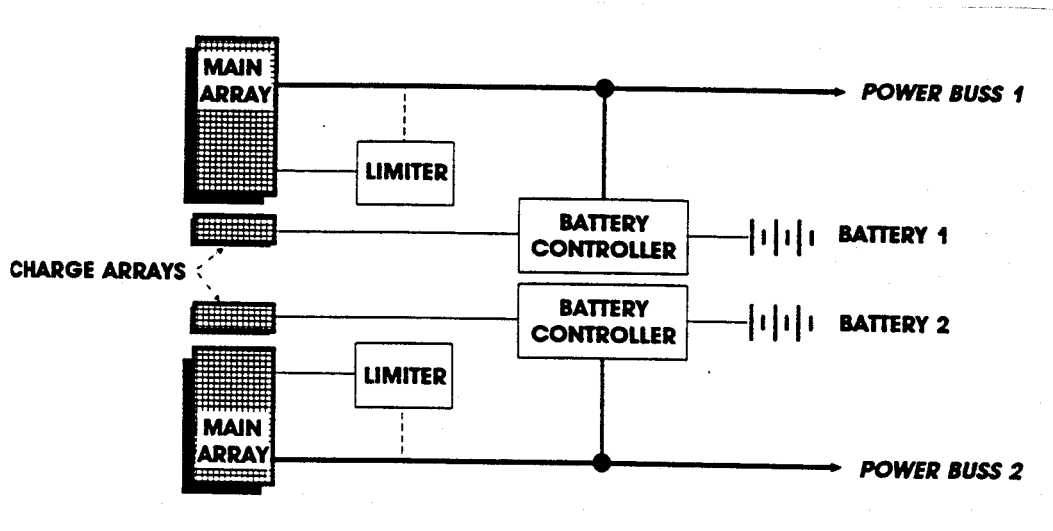 MAIN
ARRAY
POWER BUSS 1
LIMITER
BATTERY
CONTROLLER
BATTERY 1
CHARGE ARRAYS
BATTERY
CONTROLLER
BATTERY 2
LIMITER
MAIN
ARRAY
POWER BUSS 2